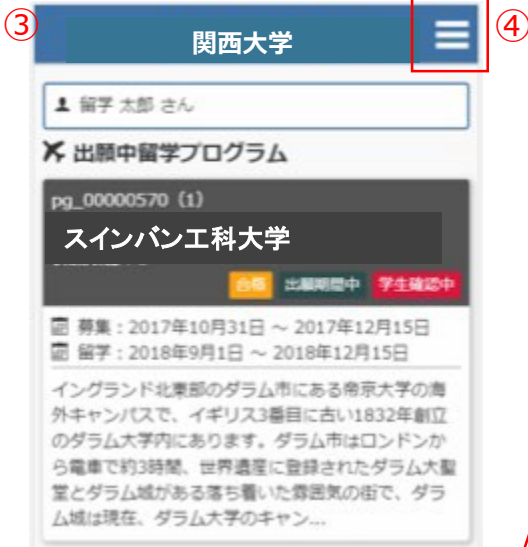 ③
関西大学
④
留学 太郎 さん
出願中留学プログラム
pg_00000570（1）
スインバン工科大学
合格 出願期間中 学生確認中
募集：2017年10月31日 ～ 2017年12月15日
留学：2018年9月1日 ～ 2018年12月15日
イングランド北東部のダラム市にある帝京大学の海
外キャンパスで、イギリス3番目に古い1832年創立
のダラム大学内にあります。ダラム市はロンドンか
ら電車で約3時間、世界遺産に登録されたダラム大聖
堂とダラム城がある落ち着いた雰囲気の街で、ダラ
ム城は現在、ダラム大学のキャン...